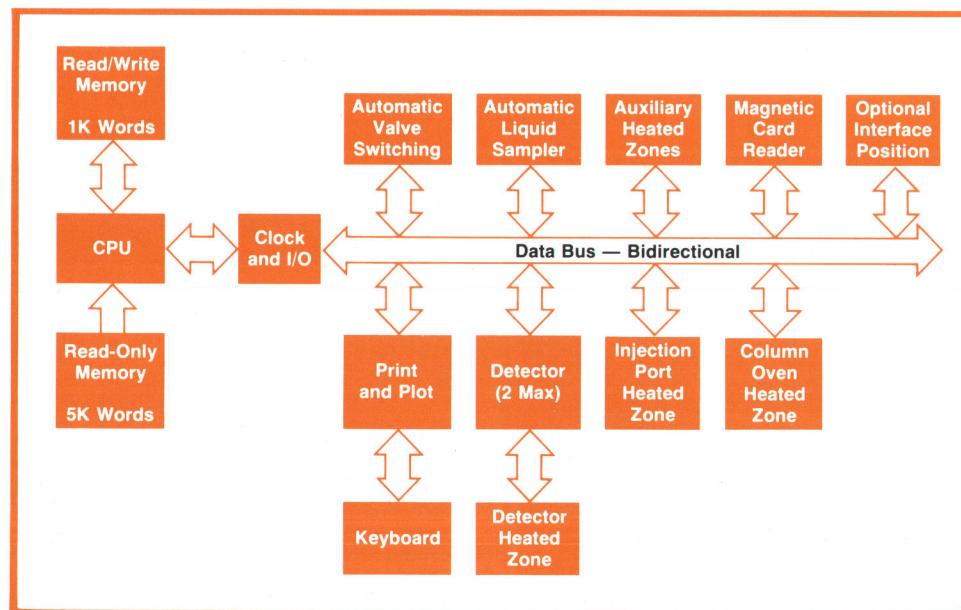 Read/Write
Memory
1K Words
Automatic
Valve
Switching
Automatic
Liquid
Sampler
Auxiliary
Heated
Zones
Magnetic
Card
Reader
Optional
Interface
Position
CPU
Clock
and I/O
Data Bus — Bidirectional
Read-Only
Memory
5K Words
Print
and Plot
Detector
(2 Max)
Injection
Port
Heated
Zone
Column
Oven
Heated
Zone
Keyboard
Detector
Heated
Zone